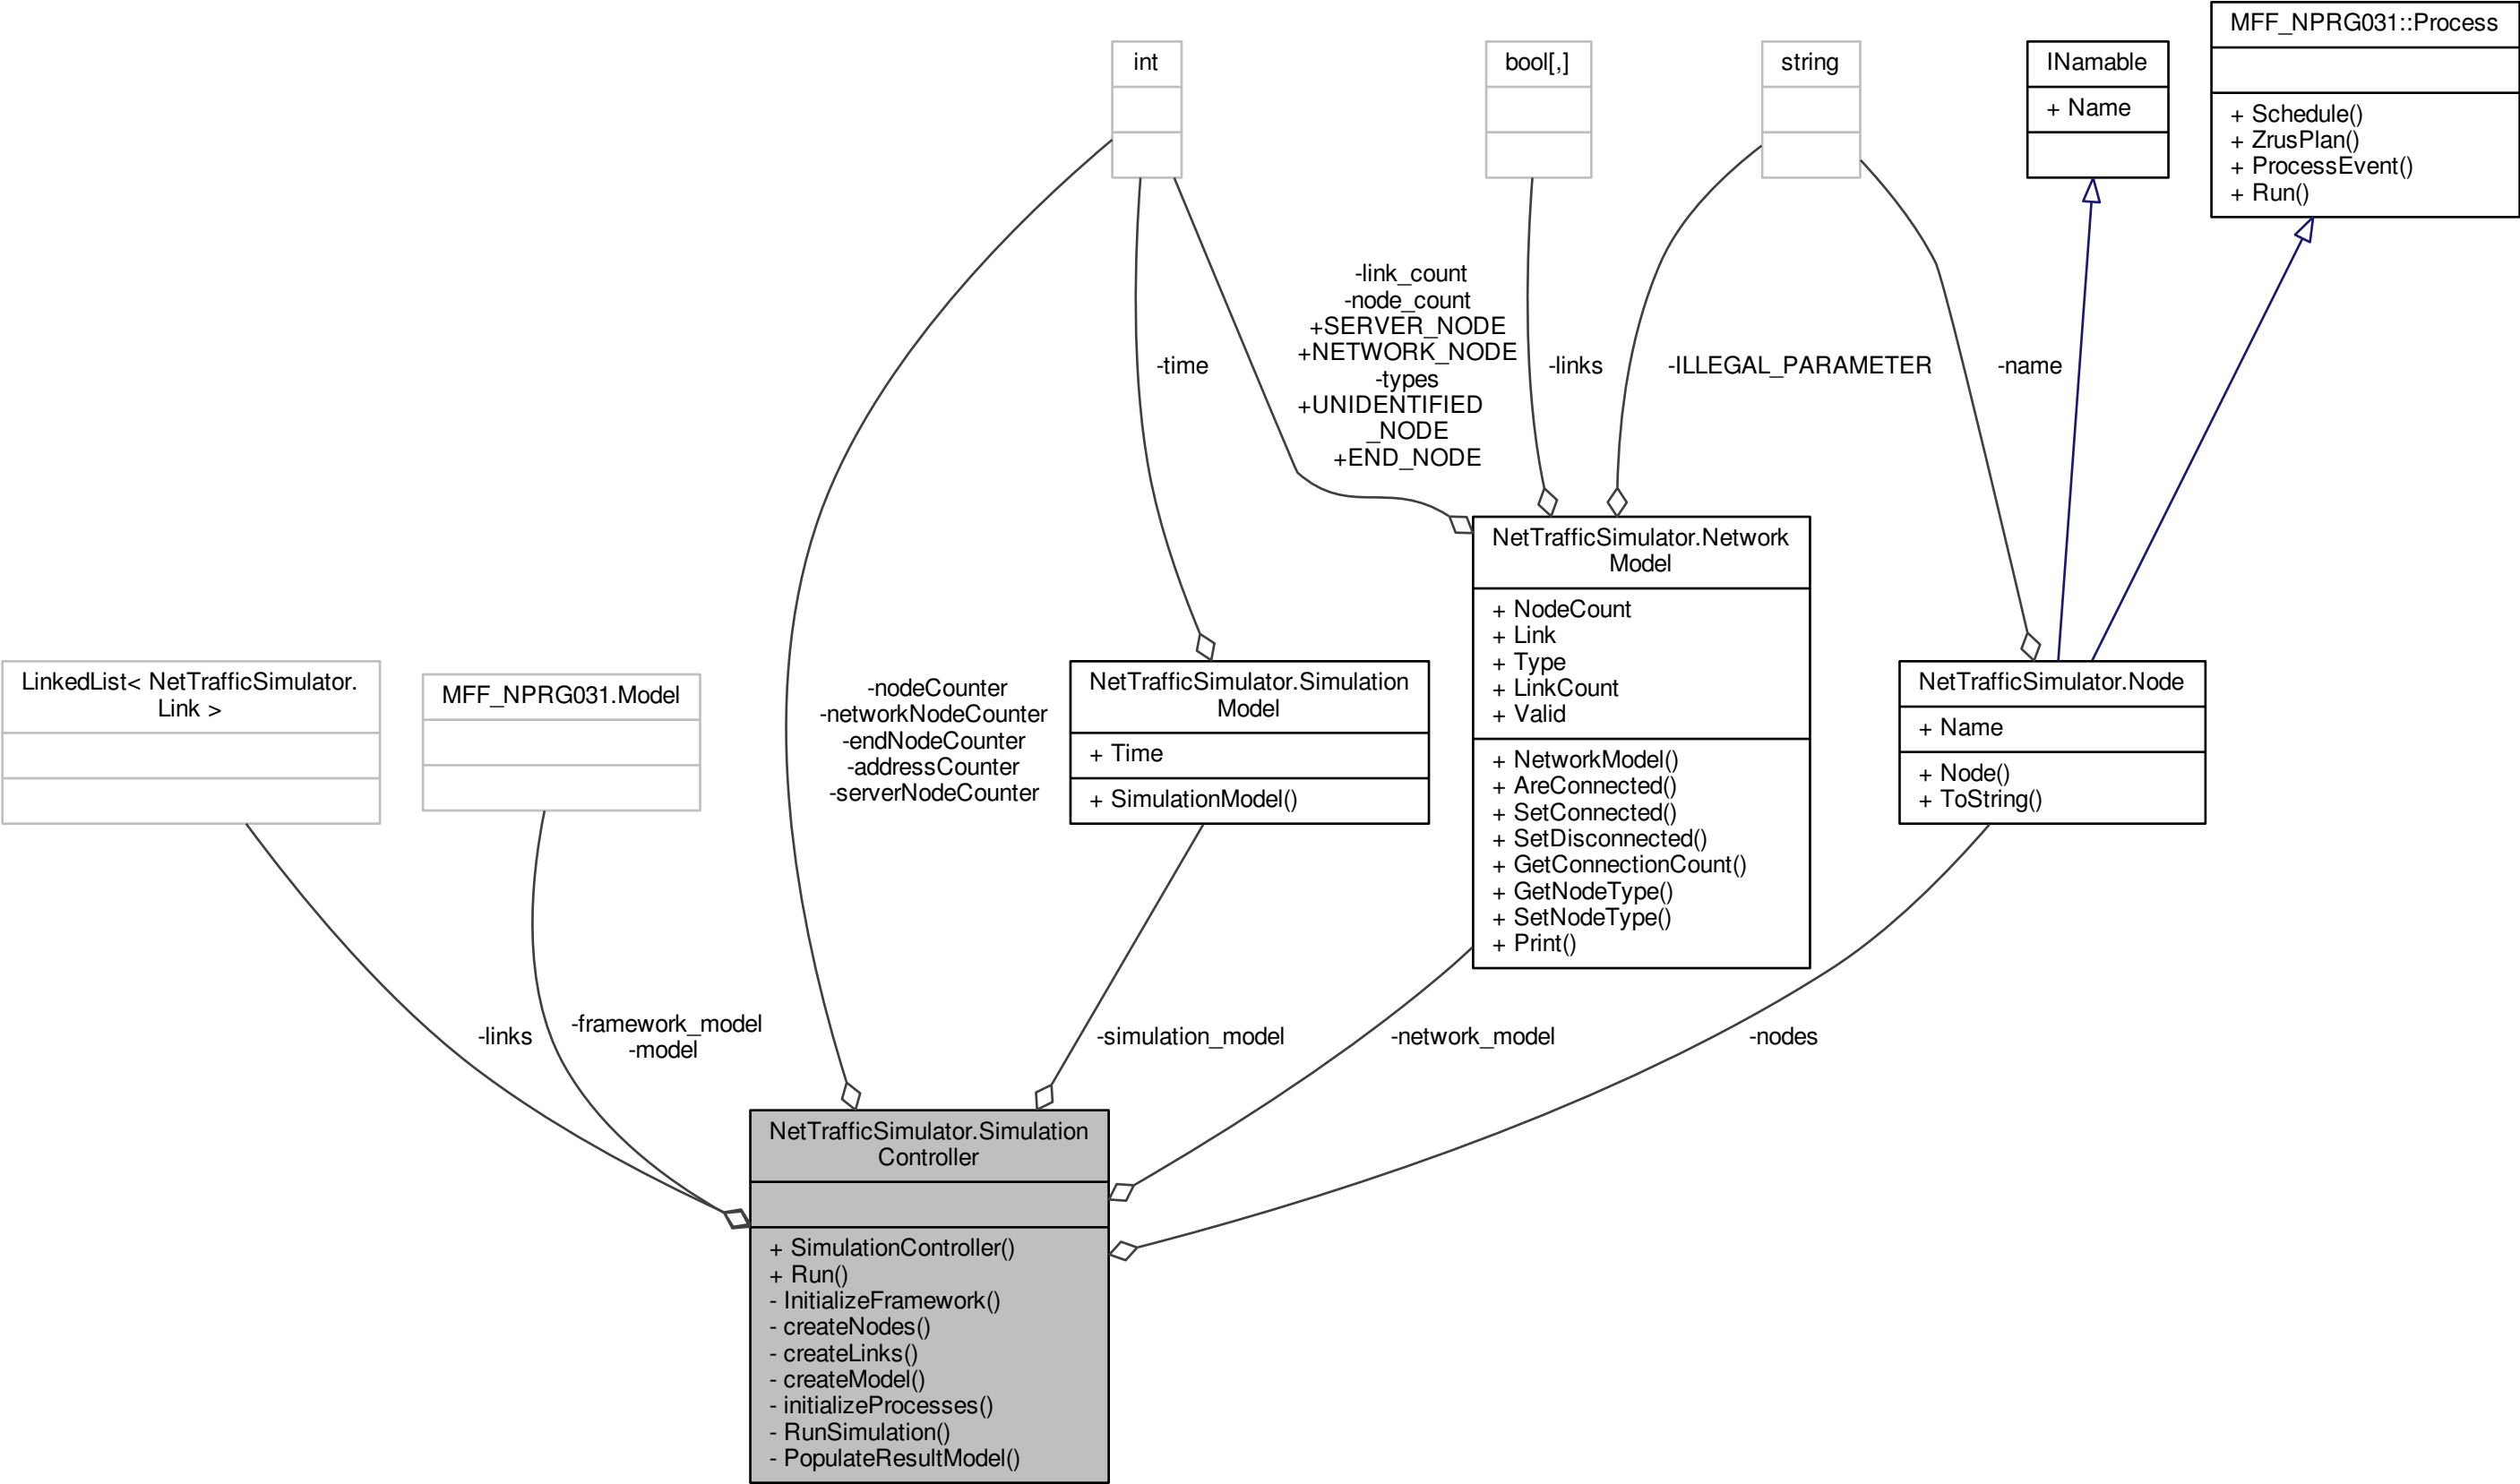 MFF_NPRG031::Process
+ Schedule()
+ ZrusPlan()
+ ProcessEvent()
+ Run()
int
bool[,]
string
INamable
+ Name
-link_count
-node_count
+SERVER_NODE
+NETWORK_NODE
-types
+UNIDENTIFIED
_NODE
+END_NODE
-time
-links
-ILLEGAL_PARAMETER
-name
NetTrafficSimulator.Network
Model
+ NodeCount
+ Link
+ Type
+ LinkCount
+ Valid
+ NetworkModel()
+ AreConnected()
+ SetConnected()
+ SetDisconnected()
+ GetConnectionCount()
+ GetNodeType()
+ SetNodeType()
+ Print()
LinkedList< NetTrafficSimulator.
Link >
MFF_NPRG031.Model
-nodeCounter
-networkNodeCounter
-endNodeCounter
-addressCounter
-serverNodeCounter
NetTrafficSimulator.Simulation
Model
+ Time
+ SimulationModel()
NetTrafficSimulator.Node
+ Name
+ Node()
+ ToString()
-links
-framework_model
-model
-simulation_model
-network_model
-nodes
NetTrafficSimulator.Simulation
Controller
+ SimulationController()
+ Run()
- InitializeFramework()
- createNodes()
- createLinks()
- createModel()
- initializeProcesses()
- RunSimulation()
- PopulateResultModel()